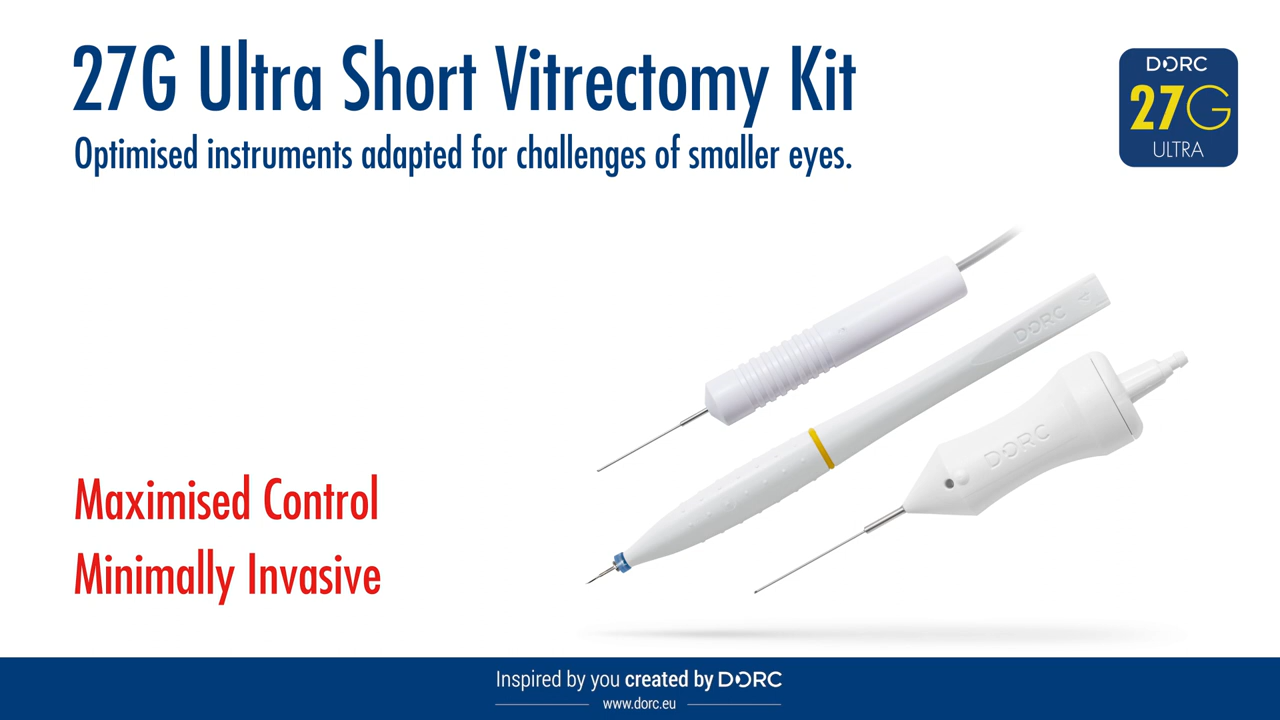 27G Ultra Short Vitrectomy Kit
Optimised instruments adapted for challenges of smaller eyes.
DORC
27G
ULTRA
DORC
DORC
Maximised Control
Minimally Invasive
Inspired by you created by DORC
www.dorc.eu